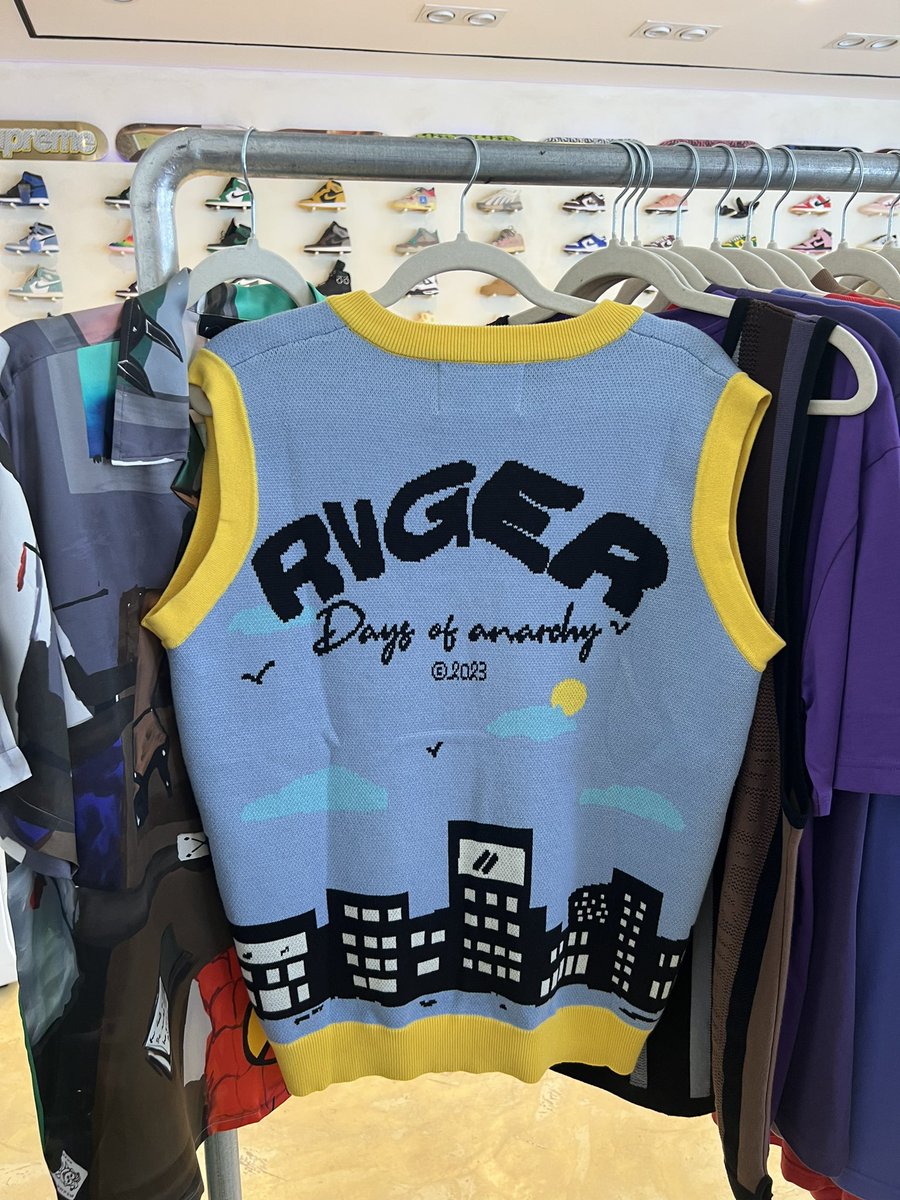 upreme
RVGER
Days of anarchy
©2023